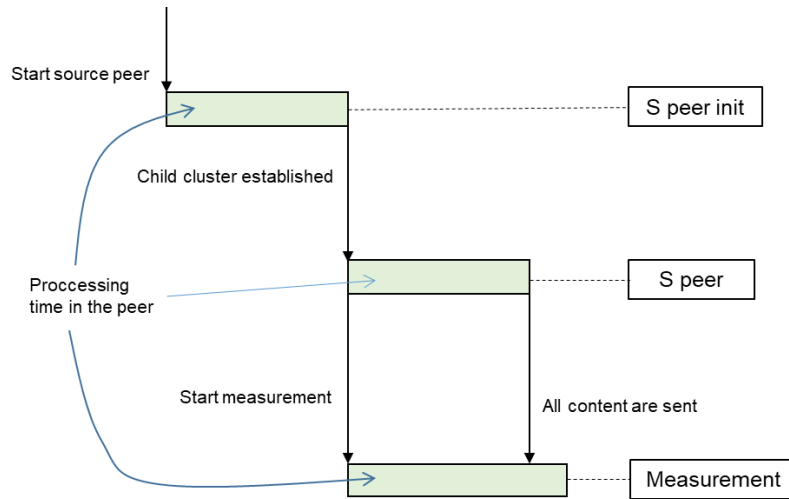 Start source peer
S peer init
Child cluster established
Proccessing
time in the peer
S peer
Start measurement
All content are sent
Measurement